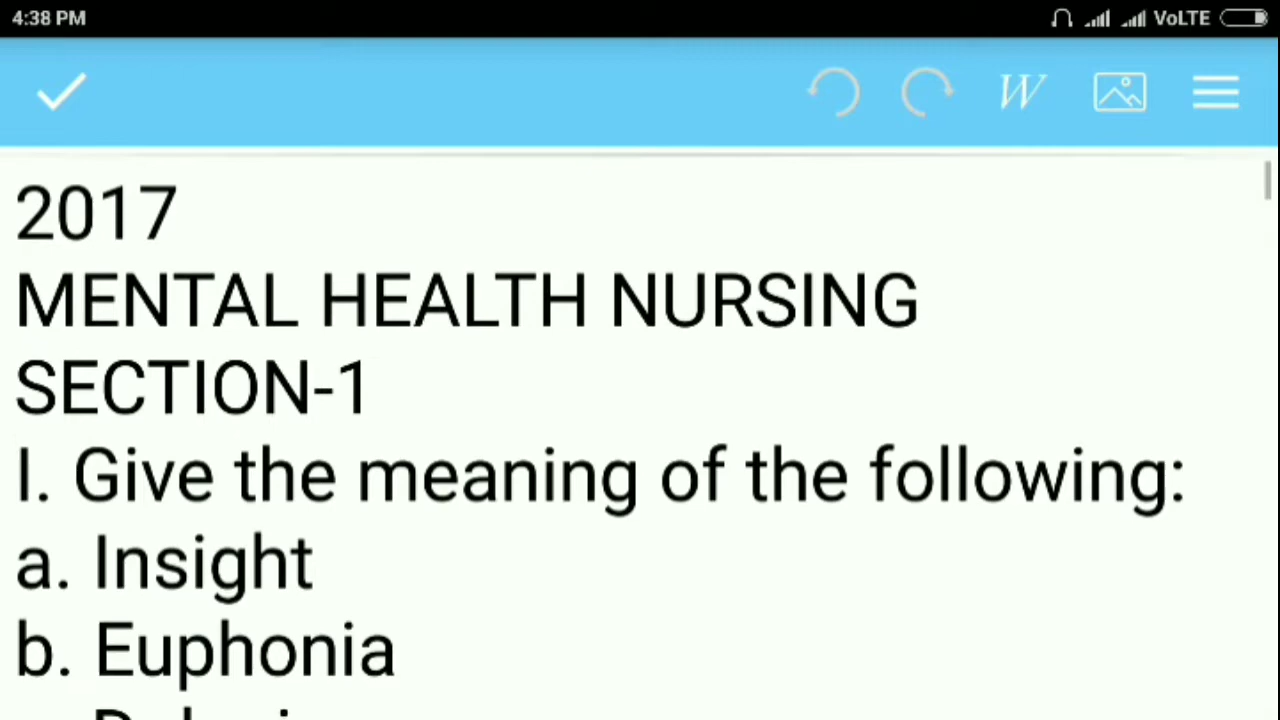 4:38 PM
VoLTE
W
2017
MENTAL HEALTH NURSING
SECTION-1
I. Give the meaning of the following:
a. Insight
b. Euphonia